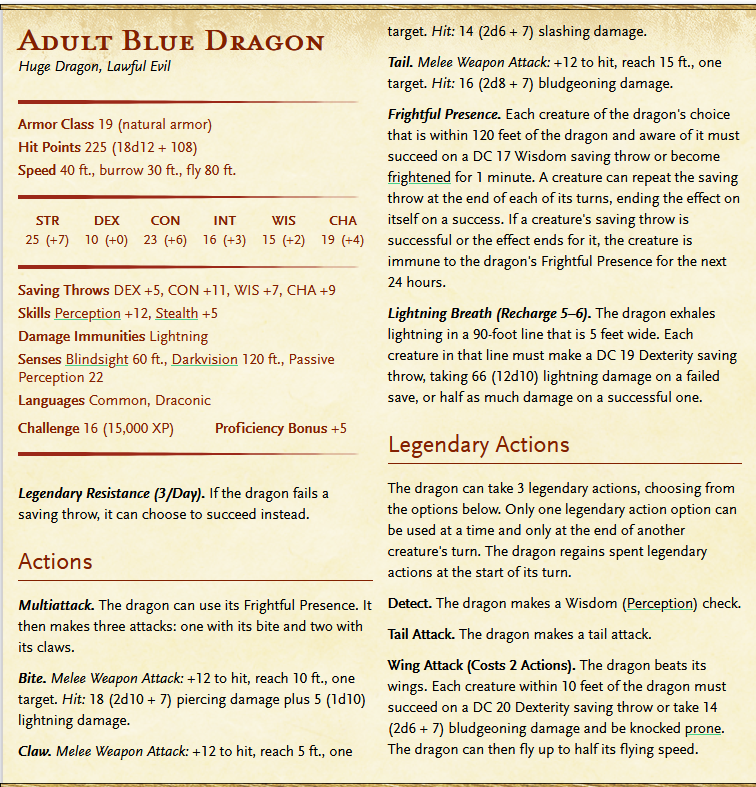 Adult Blue Dragon
Huge Dragon, Lawful Evil
Armor Class 19 (natural armor)
Hit Points 225 (18d12 + 108)
Speed 40 ft., burrow 30 ft., fly 80 ft.
STR DEX CON INT WIS CHA
25 (+7) 10 (+0) 23 (+6) 16 (+3) 15 (+2) 19 (+4)
Saving Throws DEX +5, CON +11, WIS +7, CHA +9
Skills Perception +12, Stealth +5
Damage Immunities Lightning
Senses Blindsight 60 ft., Darkvision 120 ft., Passive
Perception 22
Languages Common, Draconic
Challenge 16 (15,000 XP) Proficiency Bonus +5
Legendary Resistance (3/Day). If the dragon fails a
saving throw, it can choose to succeed instead.
Actions
Multiattack. The dragon can use its Frightful Presence. It
then makes three attacks: one with its bite and two with
its claws.
Bite. Melee Weapon Attack: +12 to hit, reach 10 ft., one
target. Hit: 18 (2d10 + 7) piercing damage plus 5 (1d10)
lightning damage.
Claw. Melee Weapon Attack: +12 to hit, reach 5 ft., one
target. Hit: 14 (2d6 + 7) slashing damage.
Tail. Melee Weapon Attack: +12 to hit, reach 15 ft., one
target. Hit: 16 (2d8 + 7) bludgeoning damage.
Frightful Presence. Each creature of the dragon's choice
that is within 120 feet of the dragon and aware of it must
succeed on a DC 17 Wisdom saving throw or become
frightened for 1 minute. A creature can repeat the saving
throw at the end of each of its turns, ending the effect on
itself on a success. If a creature's saving throw is
successful or the effect ends for it, the creature is
immune to the dragon's Frightful Presence for the next
24 hours.
Lightning Breath (Recharge 5–6). The dragon exhales
lightning in a 90-foot line that is 5 feet wide. Each
creature in that line must make a DC 19 Dexterity saving
throw, taking 66 (12d10) lightning damage on a failed
save, or half as much damage on a successful one.
Legendary Actions
The dragon can take 3 legendary actions, choosing from
the options below. Only one legendary action option can
be used at a time and only at the end of another
creature's turn. The dragon regains spent legendary
actions at the start of its turn.
Detect. The dragon makes a Wisdom (Perception) check.
Tail Attack. The dragon makes a tail attack.
Wing Attack (Costs 2 Actions). The dragon beats its
wings. Each creature within 10 feet of the dragon must
succeed on a DC 20 Dexterity saving throw or take 14
(2d6 + 7) bludgeoning damage and be knocked prone.
The dragon can then fly up to half its flying speed.